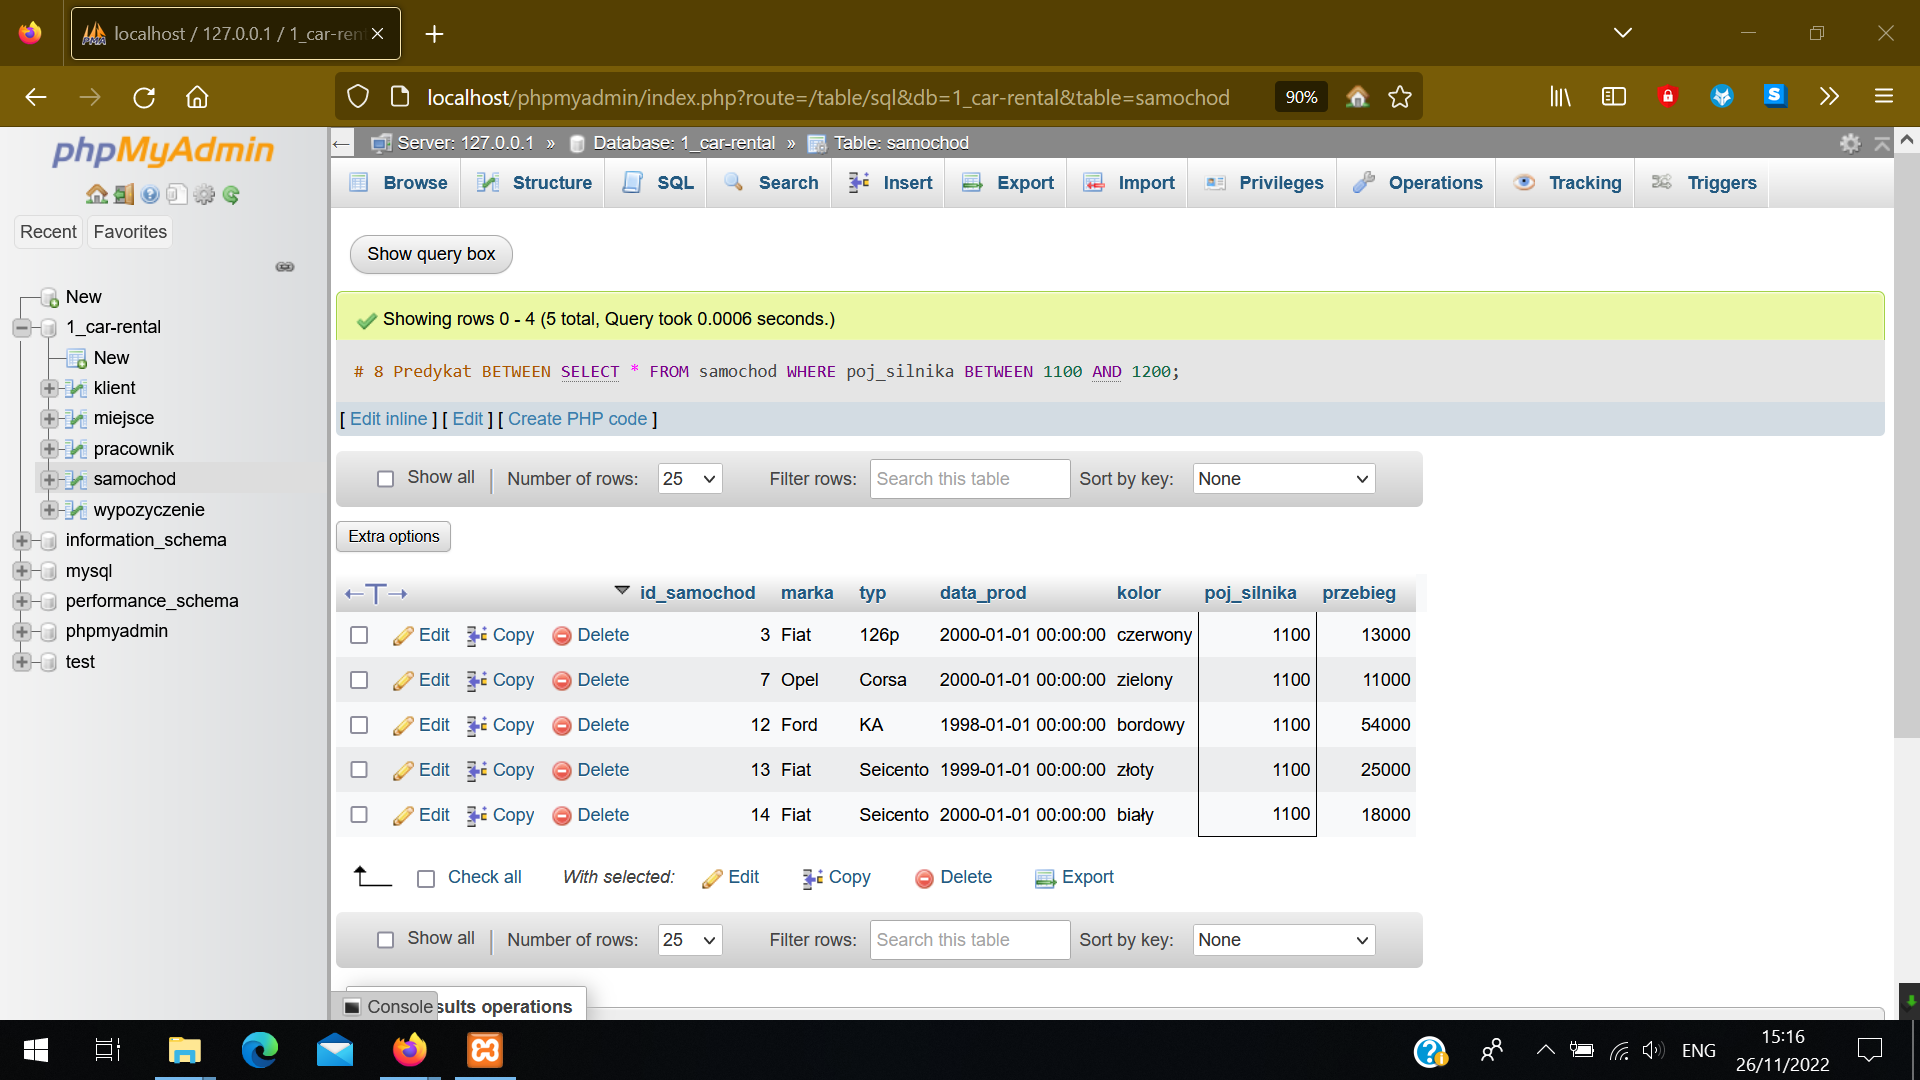 localhost / 127.0.0.1 / 1_car-ren
localhost/phpmyadmin/index.php?route=/table/sql&db=1_car-rental&table=samochod
90%
phpMyAdmin
Recent
Favorites
New
1_car-rental
New
klient
miejsce
pracownik
samochod
wypozyczenie
information_schema
mysql
performance_schema
phpmyadmin
test
Server: 127.0.0.1 » Database: 1_car-rental » Table: samochod
Browse Structure SQL Search Insert Export Import Privileges Operations Tracking Triggers
Show query box
Showing rows 0 - 4 (5 total, Query took 0.0006 seconds.)
# 8 Predykat BETWEEN SELECT * FROM samochod WHERE poj_silnika BETWEEN 1100 AND 1200;
[ Edit inline ] [ Edit ] [ Create PHP code ]
Show all | Number of rows: 25 Filter rows: Search this table Sort by key: None
Extra options
←T→ id_samochod marka typ data_prod kolor poj_silnika przebieg
Edit Copy Delete 3 Fiat 126p 2000-01-01 00:00:00 czerwony 1100 13000
Edit Copy Delete 7 Opel Corsa 2000-01-01 00:00:00 zielony 1100 11000
Edit Copy Delete 12 Ford KA 1998-01-01 00:00:00 bordowy 1100 54000
Edit Copy Delete 13 Fiat Seicento 1999-01-01 00:00:00 złoty 1100 25000
Edit Copy Delete 14 Fiat Seicento 2000-01-01 00:00:00 biały 1100 18000
Check all With selected: Edit Copy Delete Export
Show all | Number of rows: 25 Filter rows: Search this table Sort by key: None
Console sults operations
ENG
15:16
26/11/2022